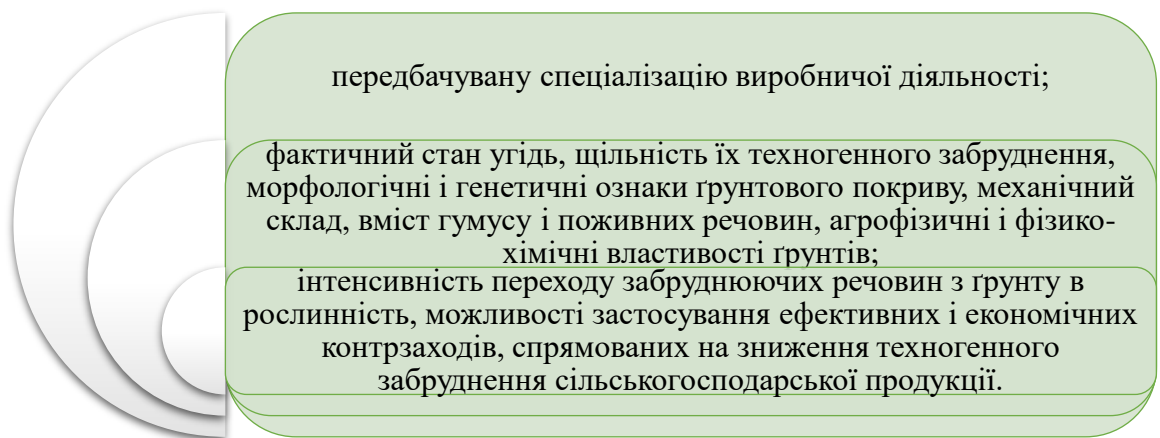 передбачувану спеціалізацію виробничої діяльності;
фактичний стан угідь, щільність їх техногенного забруднення,
морфологічні і генетичні ознаки ґрунтового покриву, механічний
склад, вміст гумусу і поживних речовин, агрофізичні і фізико-
хімічні властивості ґрунтів;
інтенсивність переходу забруднюючих речовин з ґрунту в
рослинність, можливості застосування ефективних і економічних
контрзаходів, спрямованих на зниження техногенного
забруднення сільськогосподарської продукції.